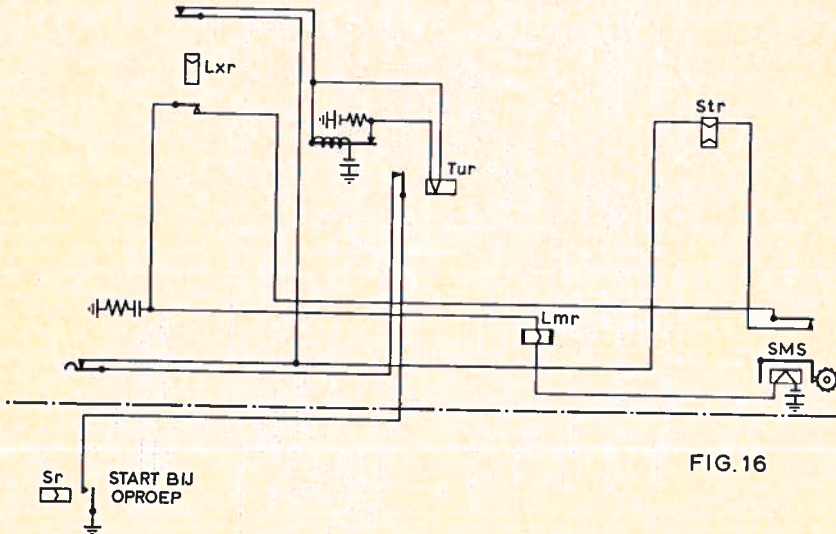 Lxr
Str
Tur
Lmr
SMS
FIG. 16
Sr
START BIJ
OPROEP